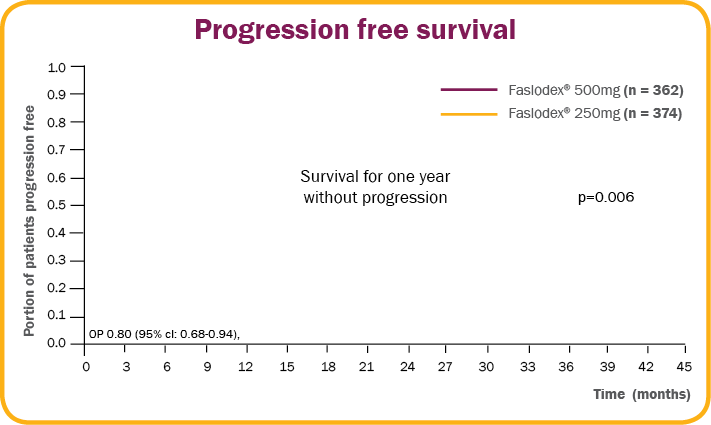 Progression free survival
Faslodex® 500mg (n = 362)
Faslodex® 250mg (n = 374)
Portion of patients progression free
1.0
0.9
0.8
0.7
0.6
0.5
0.4
0.3
0.2
0.1
0.0
Survival for one year
without progression
p=0.006
OP 0.80 (95% cl: 0.68-0.94),
0 3 6 9 12 15 18 21 24 27 30 33 36 39 42 45
Time (months)